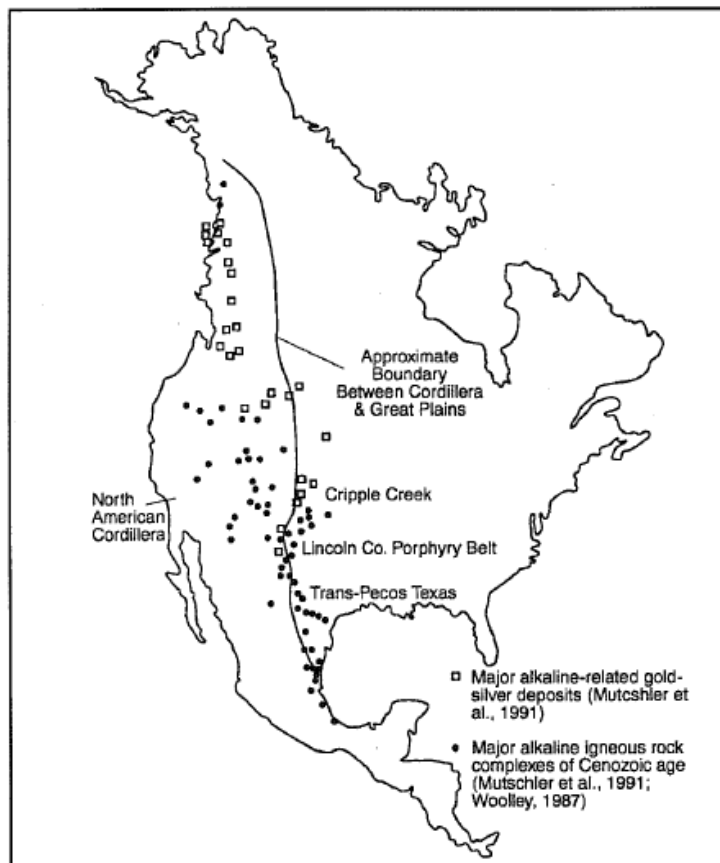 Approximate
Boundary
Between Cordillera
& Great Plains
Cripple Creek
North
American
Cordillera
Lincoln Co. Porphyry Belt
Trans-Pecos Texas
Major alkaline-related gold-
silver deposits (Mutcshler et
al., 1991)
Major alkaline igneous rock
complexes of Cenozoic age
(Mutschler et al., 1991;
Woolley, 1987)